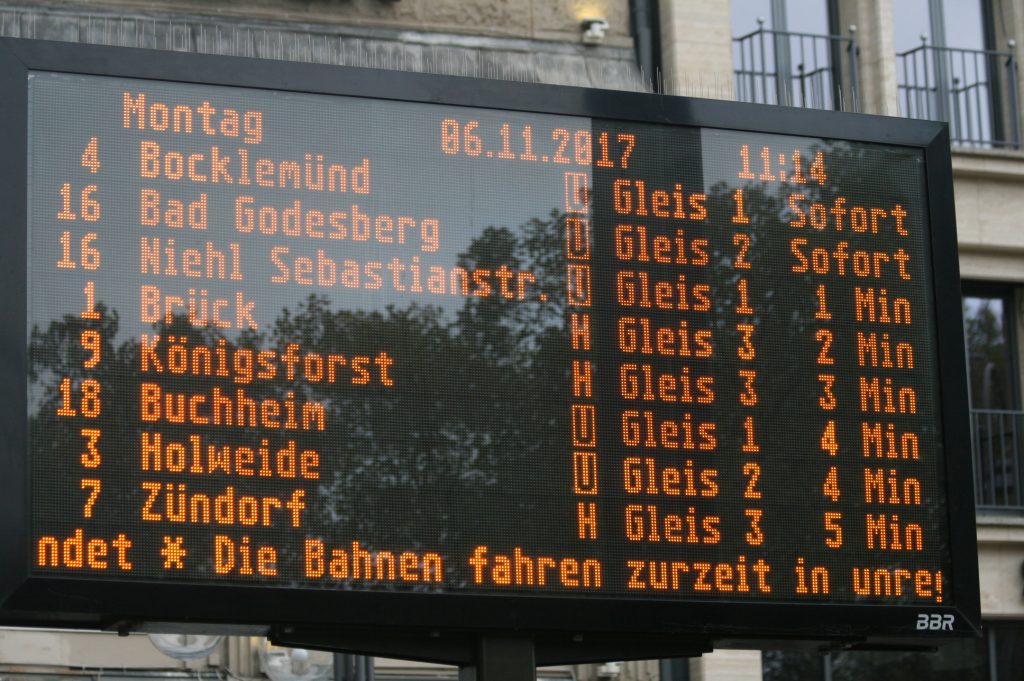 Montag 06.11.2017 11:14
4 Bocklemünd U Gleis 1 Sofort
16 Bad Godesberg U Gleis 2 Sofort
16 Niehl Sebastianstr. U Gleis 1 1 Min
1 Brück H Gleis 3 2 Min
9 Königsforst H Gleis 3 3 Min
18 Buchheim U Gleis 1 4 Min
3 Holweide U Gleis 2 4 Min
7 Zündorf H Gleis 3 5 Min
ndet * Die Bahnen fahren zurzeit in unre
BBR